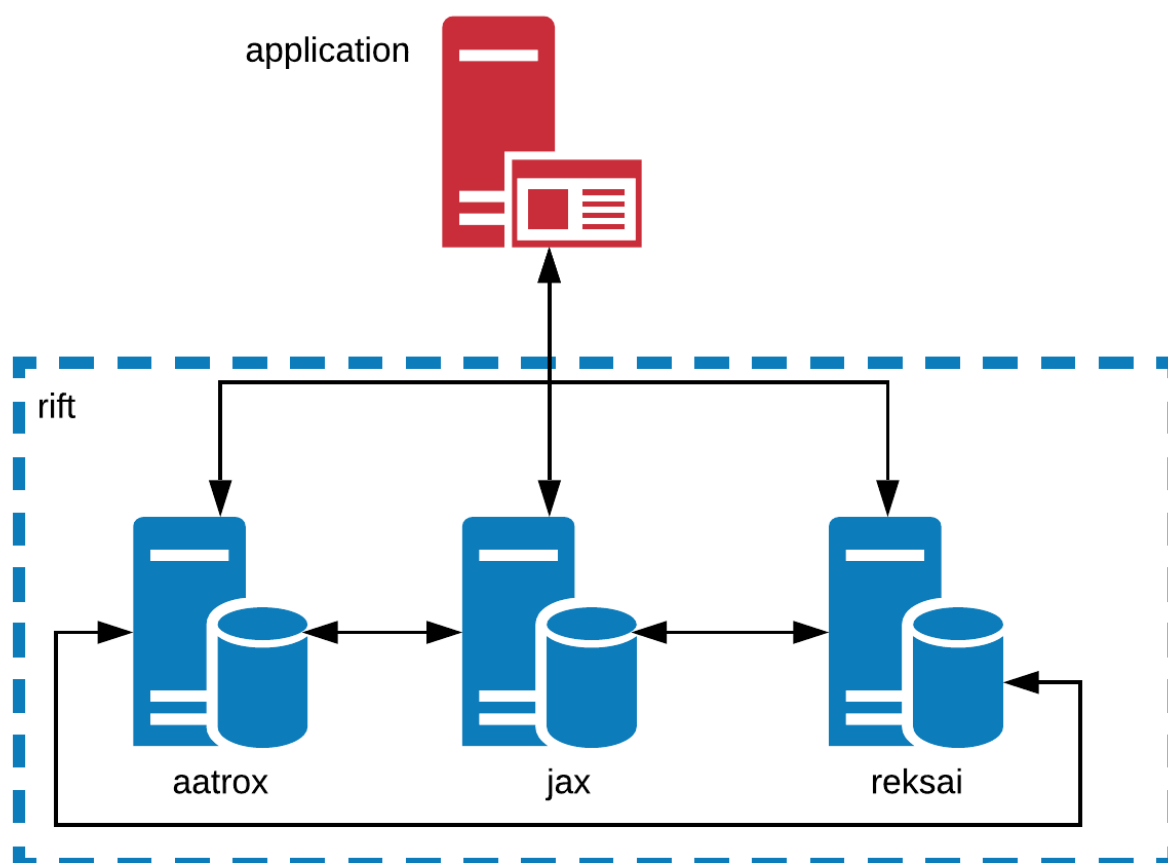 application
rift
aatrox
jax
reksai